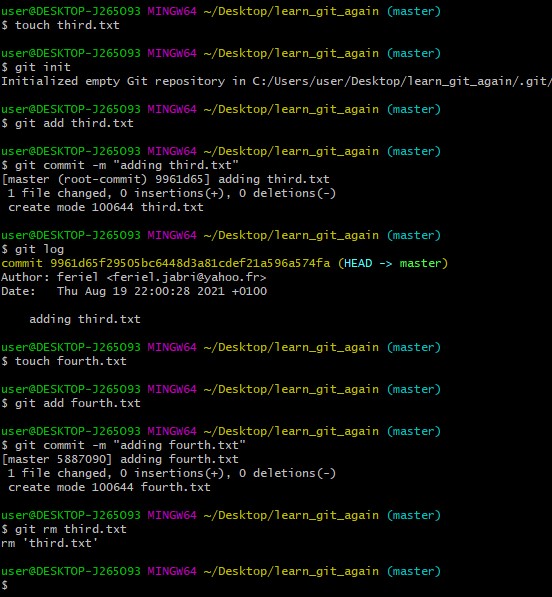 user@DESKTOP-J265093 MINGW64 ~/Desktop/learn_git_again (master)
$ touch third.txt
user@DESKTOP-J265093 MINGW64 ~/Desktop/learn_git_again (master)
$ git init
Initialized empty Git repository in C:/Users/user/Desktop/learn_git_again/.git/
user@DESKTOP-J265093 MINGW64 ~/Desktop/learn_git_again (master)
$ git add third.txt
user@DESKTOP-J265093 MINGW64 ~/Desktop/learn_git_again (master)
$ git commit -m "adding third.txt"
[master (root-commit) 9961d65] adding third.txt
 1 file changed, 0 insertions(+), 0 deletions(-)
 create mode 100644 third.txt
user@DESKTOP-J265093 MINGW64 ~/Desktop/learn_git_again (master)
$ git log
commit 9961d65f29505bc6448d3a81cdef21a596a574fa (HEAD -> master)
Author: feriel <feriel.jabri@yahoo.fr>
Date:   Thu Aug 19 22:00:28 2021 +0100
    adding third.txt
user@DESKTOP-J265093 MINGW64 ~/Desktop/learn_git_again (master)
$ touch fourth.txt
user@DESKTOP-J265093 MINGW64 ~/Desktop/learn_git_again (master)
$ git add fourth.txt
user@DESKTOP-J265093 MINGW64 ~/Desktop/learn_git_again (master)
$ git commit -m "adding fourth.txt"
[master 5887090] adding fourth.txt
 1 file changed, 0 insertions(+), 0 deletions(-)
 create mode 100644 fourth.txt
user@DESKTOP-J265093 MINGW64 ~/Desktop/learn_git_again (master)
$ git rm third.txt
rm 'third.txt'
user@DESKTOP-J265093 MINGW64 ~/Desktop/learn_git_again (master)
$